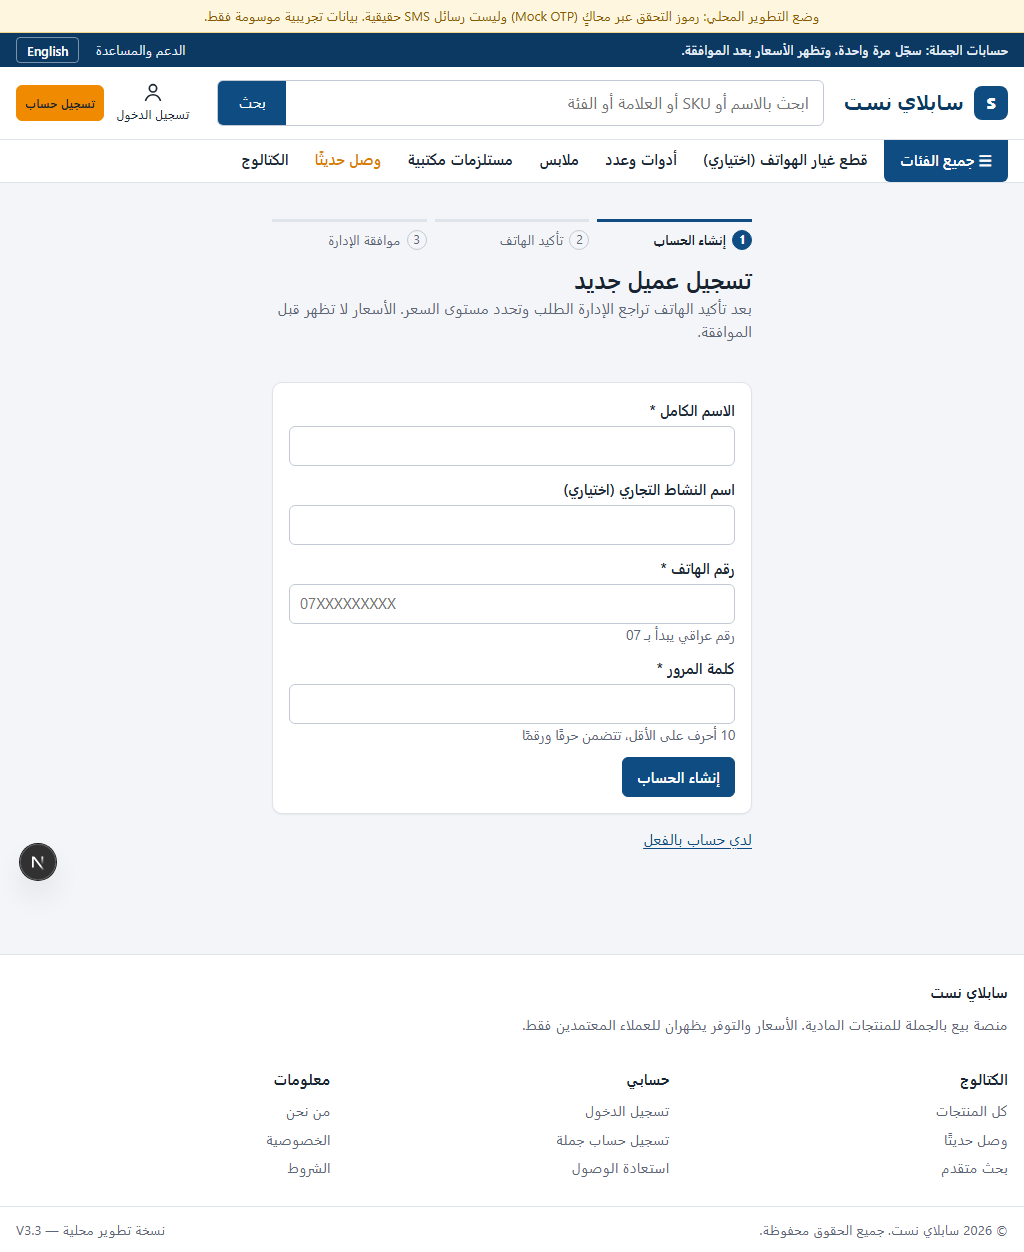 وضع التطوير المحلي: رموز التحقق عبر محاكٍ (Mock OTP) وليست رسائل SMS حقيقية. بيانات تجريبية موسومة فقط.
حسابات الجملة: سجّل مرة واحدة، وتظهر الأسعار بعد الموافقة.
الدعم والمساعدة
English
S
سابلاي نست
ابحث بالاسم أو SKU أو العلامة أو الفئة
بحث
تسجيل الدخول
تسجيل حساب
☰ جميع الفئات
قطع غيار الهواتف (اختياري)
أدوات وعدد
ملابس
مستلزمات مكتبية
وصل حديثًا
الكتالوج
1 إنشاء الحساب
2 تأكيد الهاتف
3 موافقة الإدارة
تسجيل عميل جديد
بعد تأكيد الهاتف تراجع الإدارة الطلب وتحدد مستوى السعر. الأسعار لا تظهر قبل
الموافقة.
الاسم الكامل *
اسم النشاط التجاري (اختياري)
رقم الهاتف *
07XXXXXXXXX
رقم عراقي يبدأ بـ 07
كلمة المرور *
10 أحرف على الأقل، تتضمن حرفًا ورقمًا
إنشاء الحساب
لدي حساب بالفعل
N
سابلاي نست
منصة بيع بالجملة للمنتجات المادية. الأسعار والتوفر يظهران للعملاء المعتمدين فقط.
الكتالوج
كل المنتجات
وصل حديثًا
بحث متقدم
حسابي
تسجيل الدخول
تسجيل حساب جملة
استعادة الوصول
معلومات
من نحن
الخصوصية
الشروط
© 2026 سابلاي نست. جميع الحقوق محفوظة.
نسخة تطوير محلية — V3.3